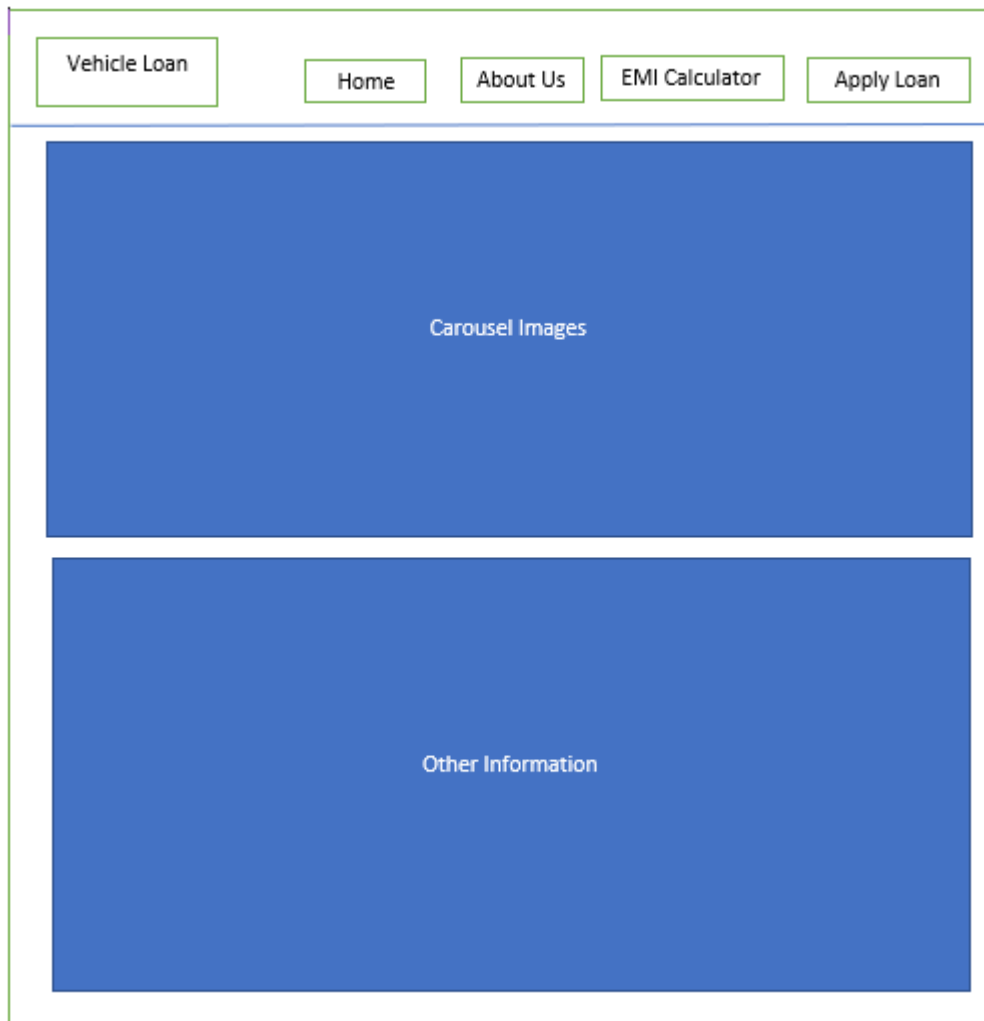 Vehicle Loan
Home
About Us
EMI Calculator
Apply Loan
Carousel Images
Other Information